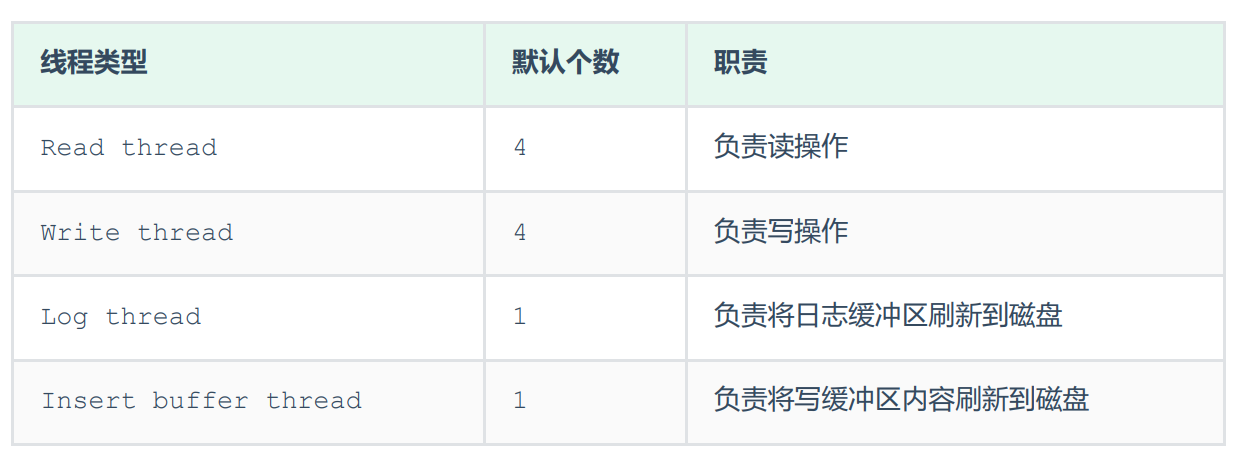 线程类型 默认个数 职责
Read thread 4 负责读操作
Write thread 4 负责写操作
Log thread 1 负责将日志缓冲区刷新到磁盘
Insert buffer thread 1 负责将写缓冲区内容刷新到磁盘